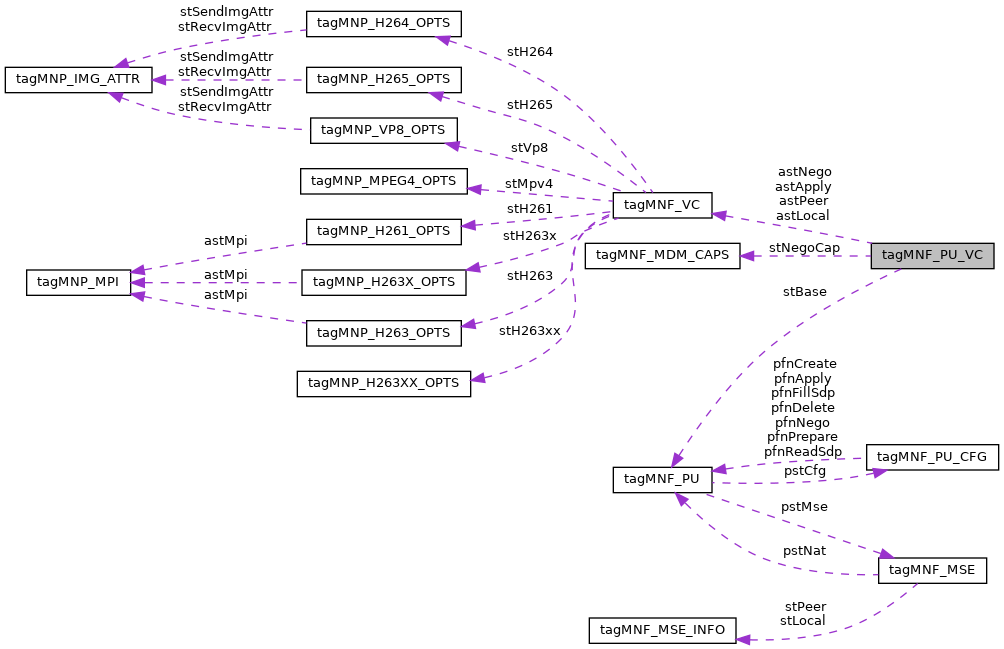 stSendImgAttr
stRecvImgAttr
tagMNP_H264_OPTS
stH264
stSendImgAttr
stRecvImgAttr
tagMNP_IMG_ATTR
tagMNP_H265_OPTS
stSendImgAttr
stRecvImgAttr
stH265
tagMNP_VP8_OPTS
stVp8
tagMNP_MPEG4_OPTS
stMpv4
astNego
astApply
astPeer
astLocal
tagMNF_VC
stH261
tagMNP_H261_OPTS
astMpi
stH263x
stNegoCap
tagMNF_MDM_CAPS
tagMNF_PU_VC
astMpi
tagMNP_MPI
tagMNP_H263X_OPTS
stH263
astMpi
stBase
tagMNP_H263_OPTS
stH263xx
tagMNP_H263XX_OPTS
pfnCreate
pfnApply
pfnFillSdp
pfnDelete
pfnNego
pfnPrepare
pfnReadSdp
tagMNF_PU_CFG
pstCfg
tagMNF_PU
pstMse
pstNat
tagMNF_MSE
stPeer
stLocal
tagMNF_MSE_INFO